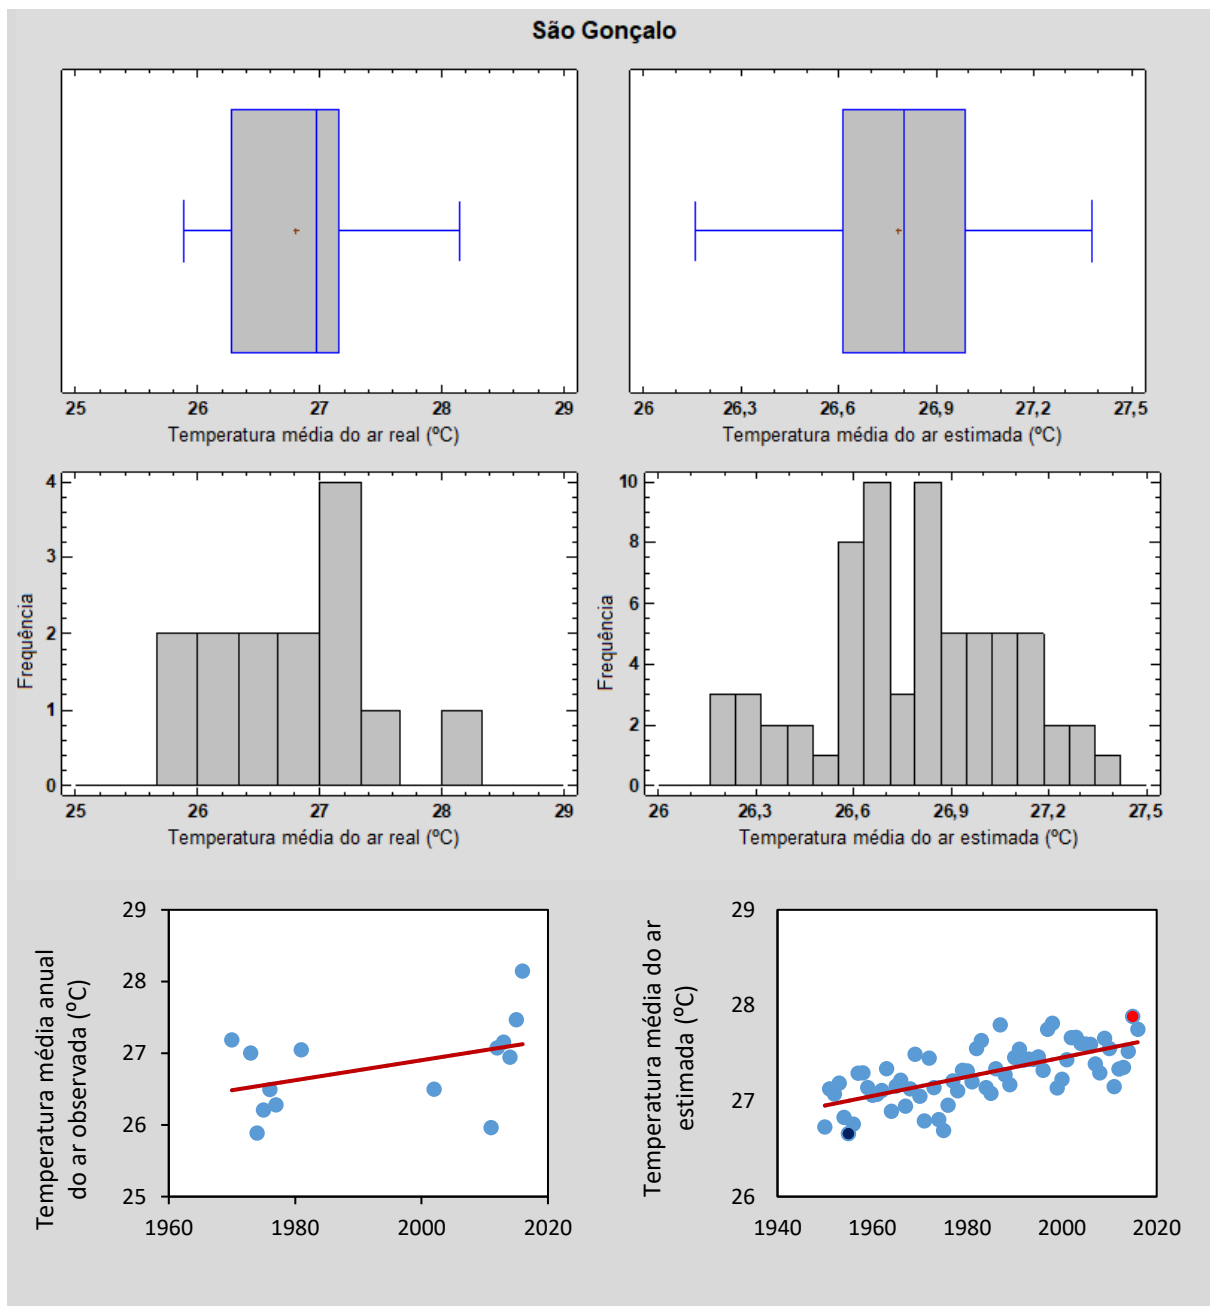 São Gonçalo
25 26 27 28 29
Temperatura média do ar real (ºC)
26 26,3 26,6 26,9 27,2 27,5
Temperatura média do ar estimada (ºC)
4
3
2
1
0
Frequência
25 26 27 28 29
Temperatura média do ar real (ºC)
10
8
6
4
2
0
Frequência
26 26,3 26,6 26,9 27,2 27,5
Temperatura média do ar estimada (ºC)
Temperatura média anual
do ar observada (ºC)
29
28
27
26
25
1960 1980 2000 2020
Temperatura média do ar
estimada (ºC)
29
28
27
26
1940 1960 1980 2000 2020